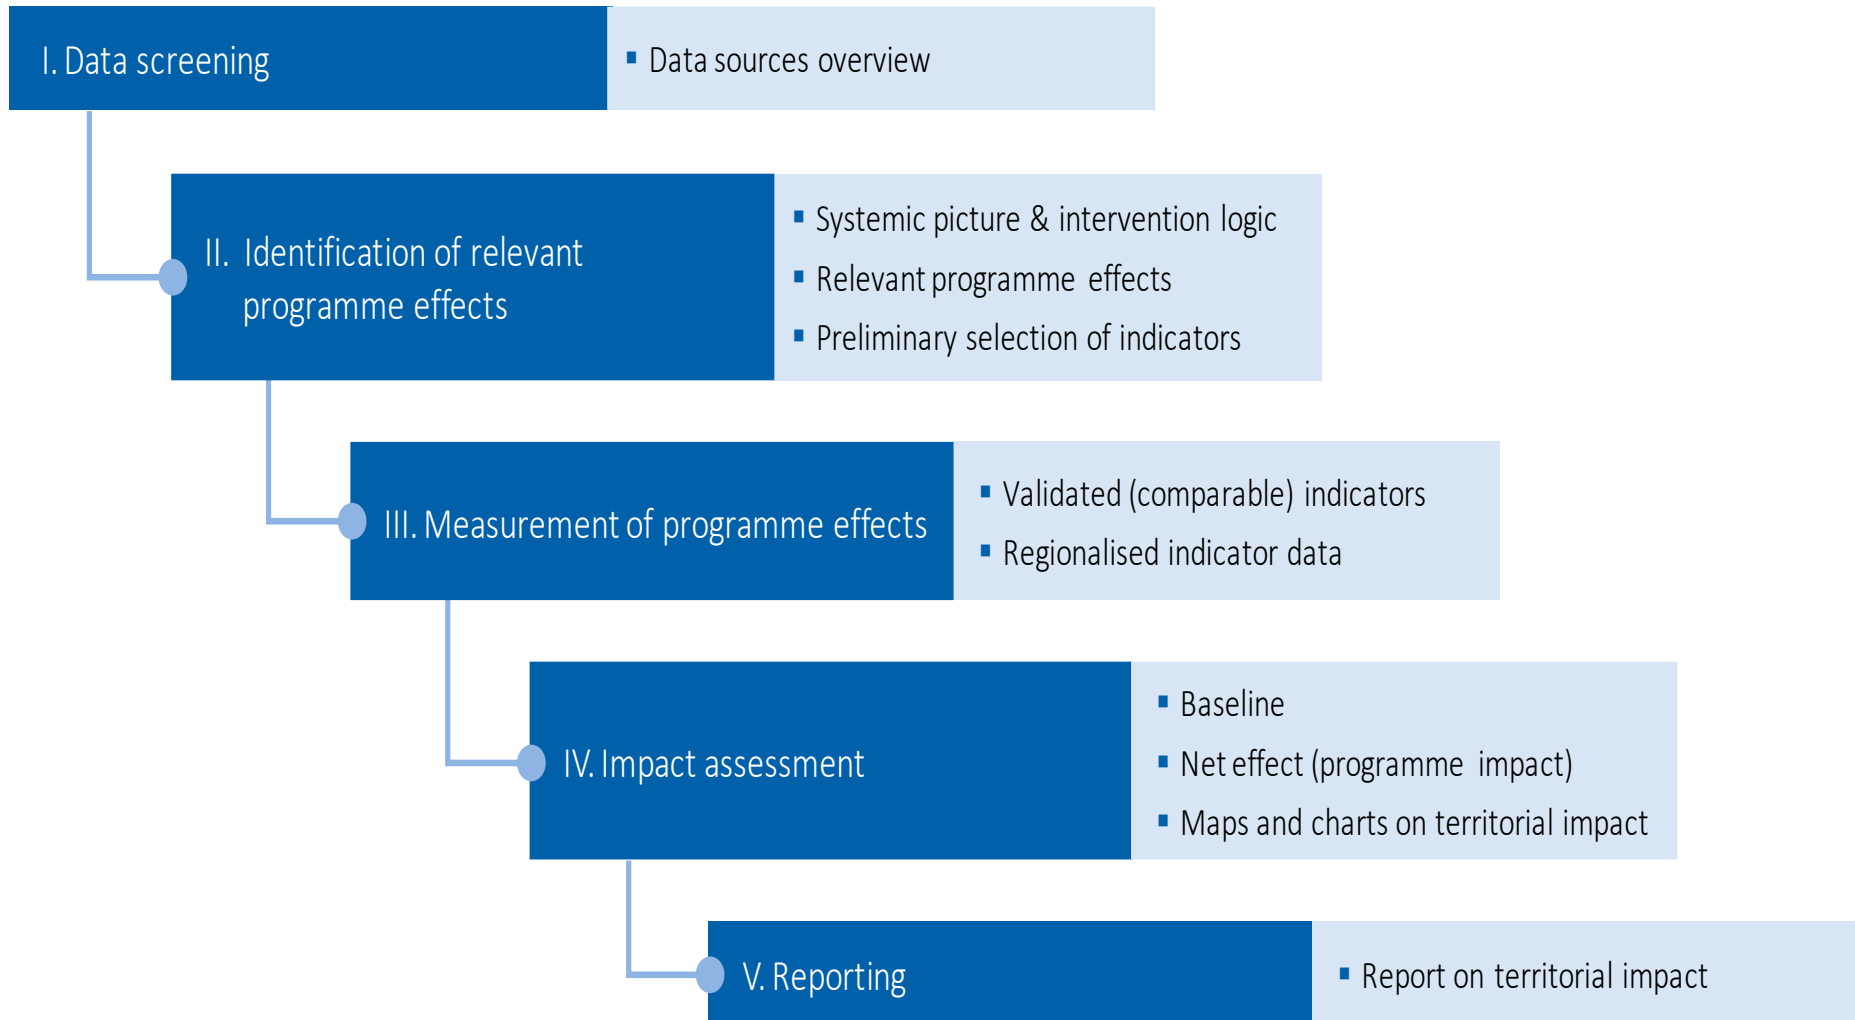 I. Data screening
▪ Data sources overview
II. Identification of relevant
programme effects
▪ Systemic picture & intervention logic
▪ Relevant programme effects
▪ Preliminary selection of indicators
III. Measurement of programme effects
▪ Validated (comparable) indicators
▪ Regionalised indicator data
IV. Impact assessment
▪ Baseline
▪ Net effect (programme impact)
▪ Maps and charts on territorial impact
V. Reporting
▪ Report on territorial impact